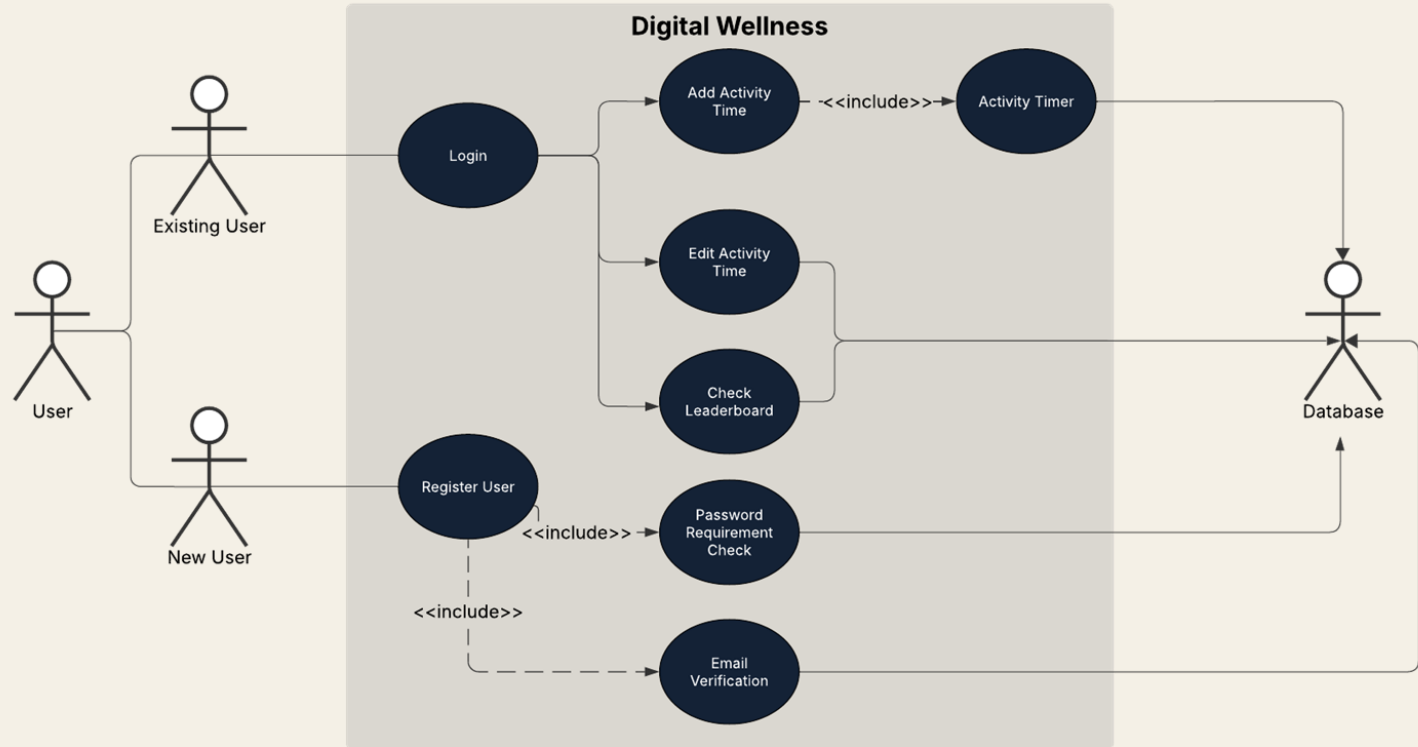 Digital Wellness
Add Activity
Time
<<include>>
Activity Timer
Login
Existing User
Edit Activity
Time
User
Database
Check
Leaderboard
Register User
<<include>>
Password
Requirement
Check
New User
<<include>>
Email
Verification